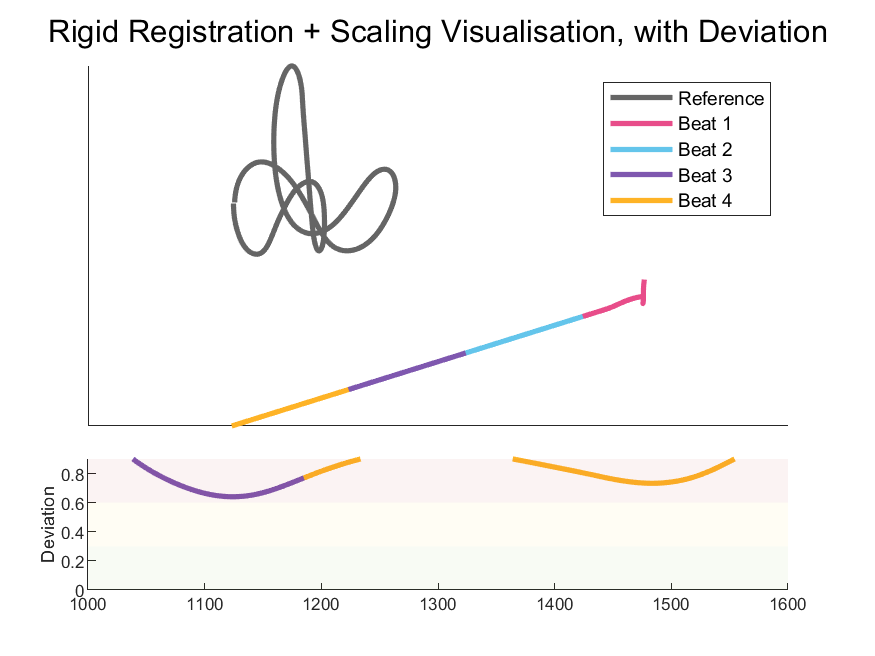 Rigid Registration + Scaling Visualisation, with Deviation
Reference
Beat 1
Beat 2
Beat 3
Beat 4
Deviation
0.8
0.6
0.4
0.2
0
1000 1100 1200 1300 1400 1500 1600